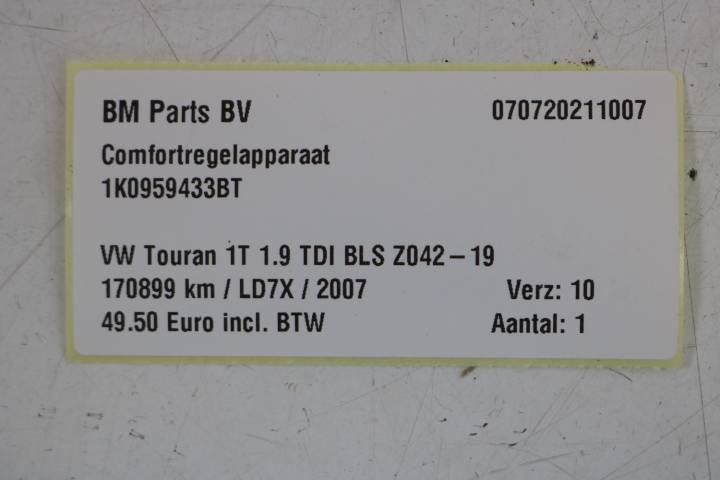 BM Parts BV 070720211007
Comfortregelapparaat
1K0959433BT
VW Touran 1T 1.9 TDI BLS Z042-19
170899 km / LD7X / 2007 Verz: 10
49.50 Euro incl. BTW Aantal: 1